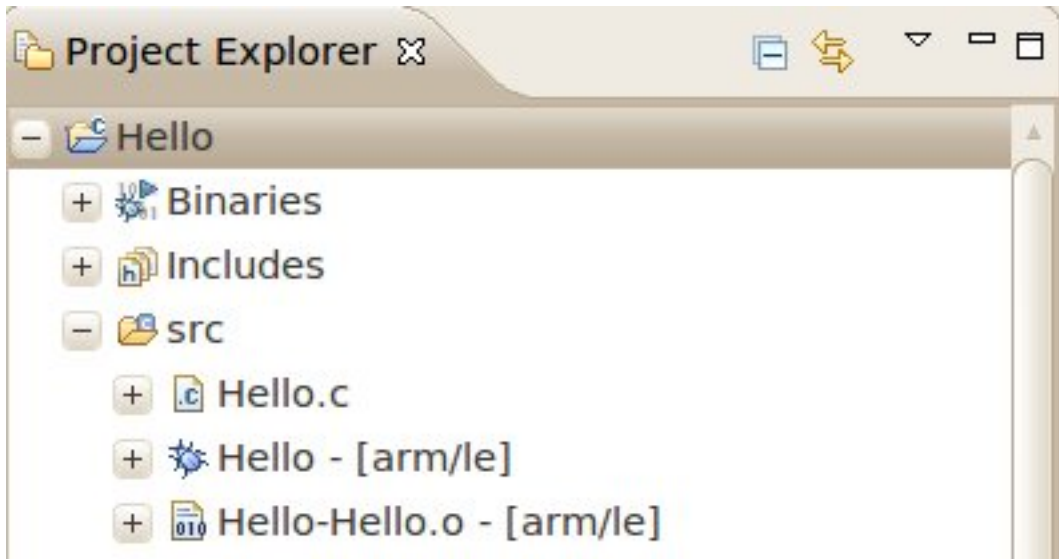 Project Explorer
Hello
Binaries
Includes
src
Hello.c
Hello - [arm/le]
Hello-Hello.o - [arm/le]